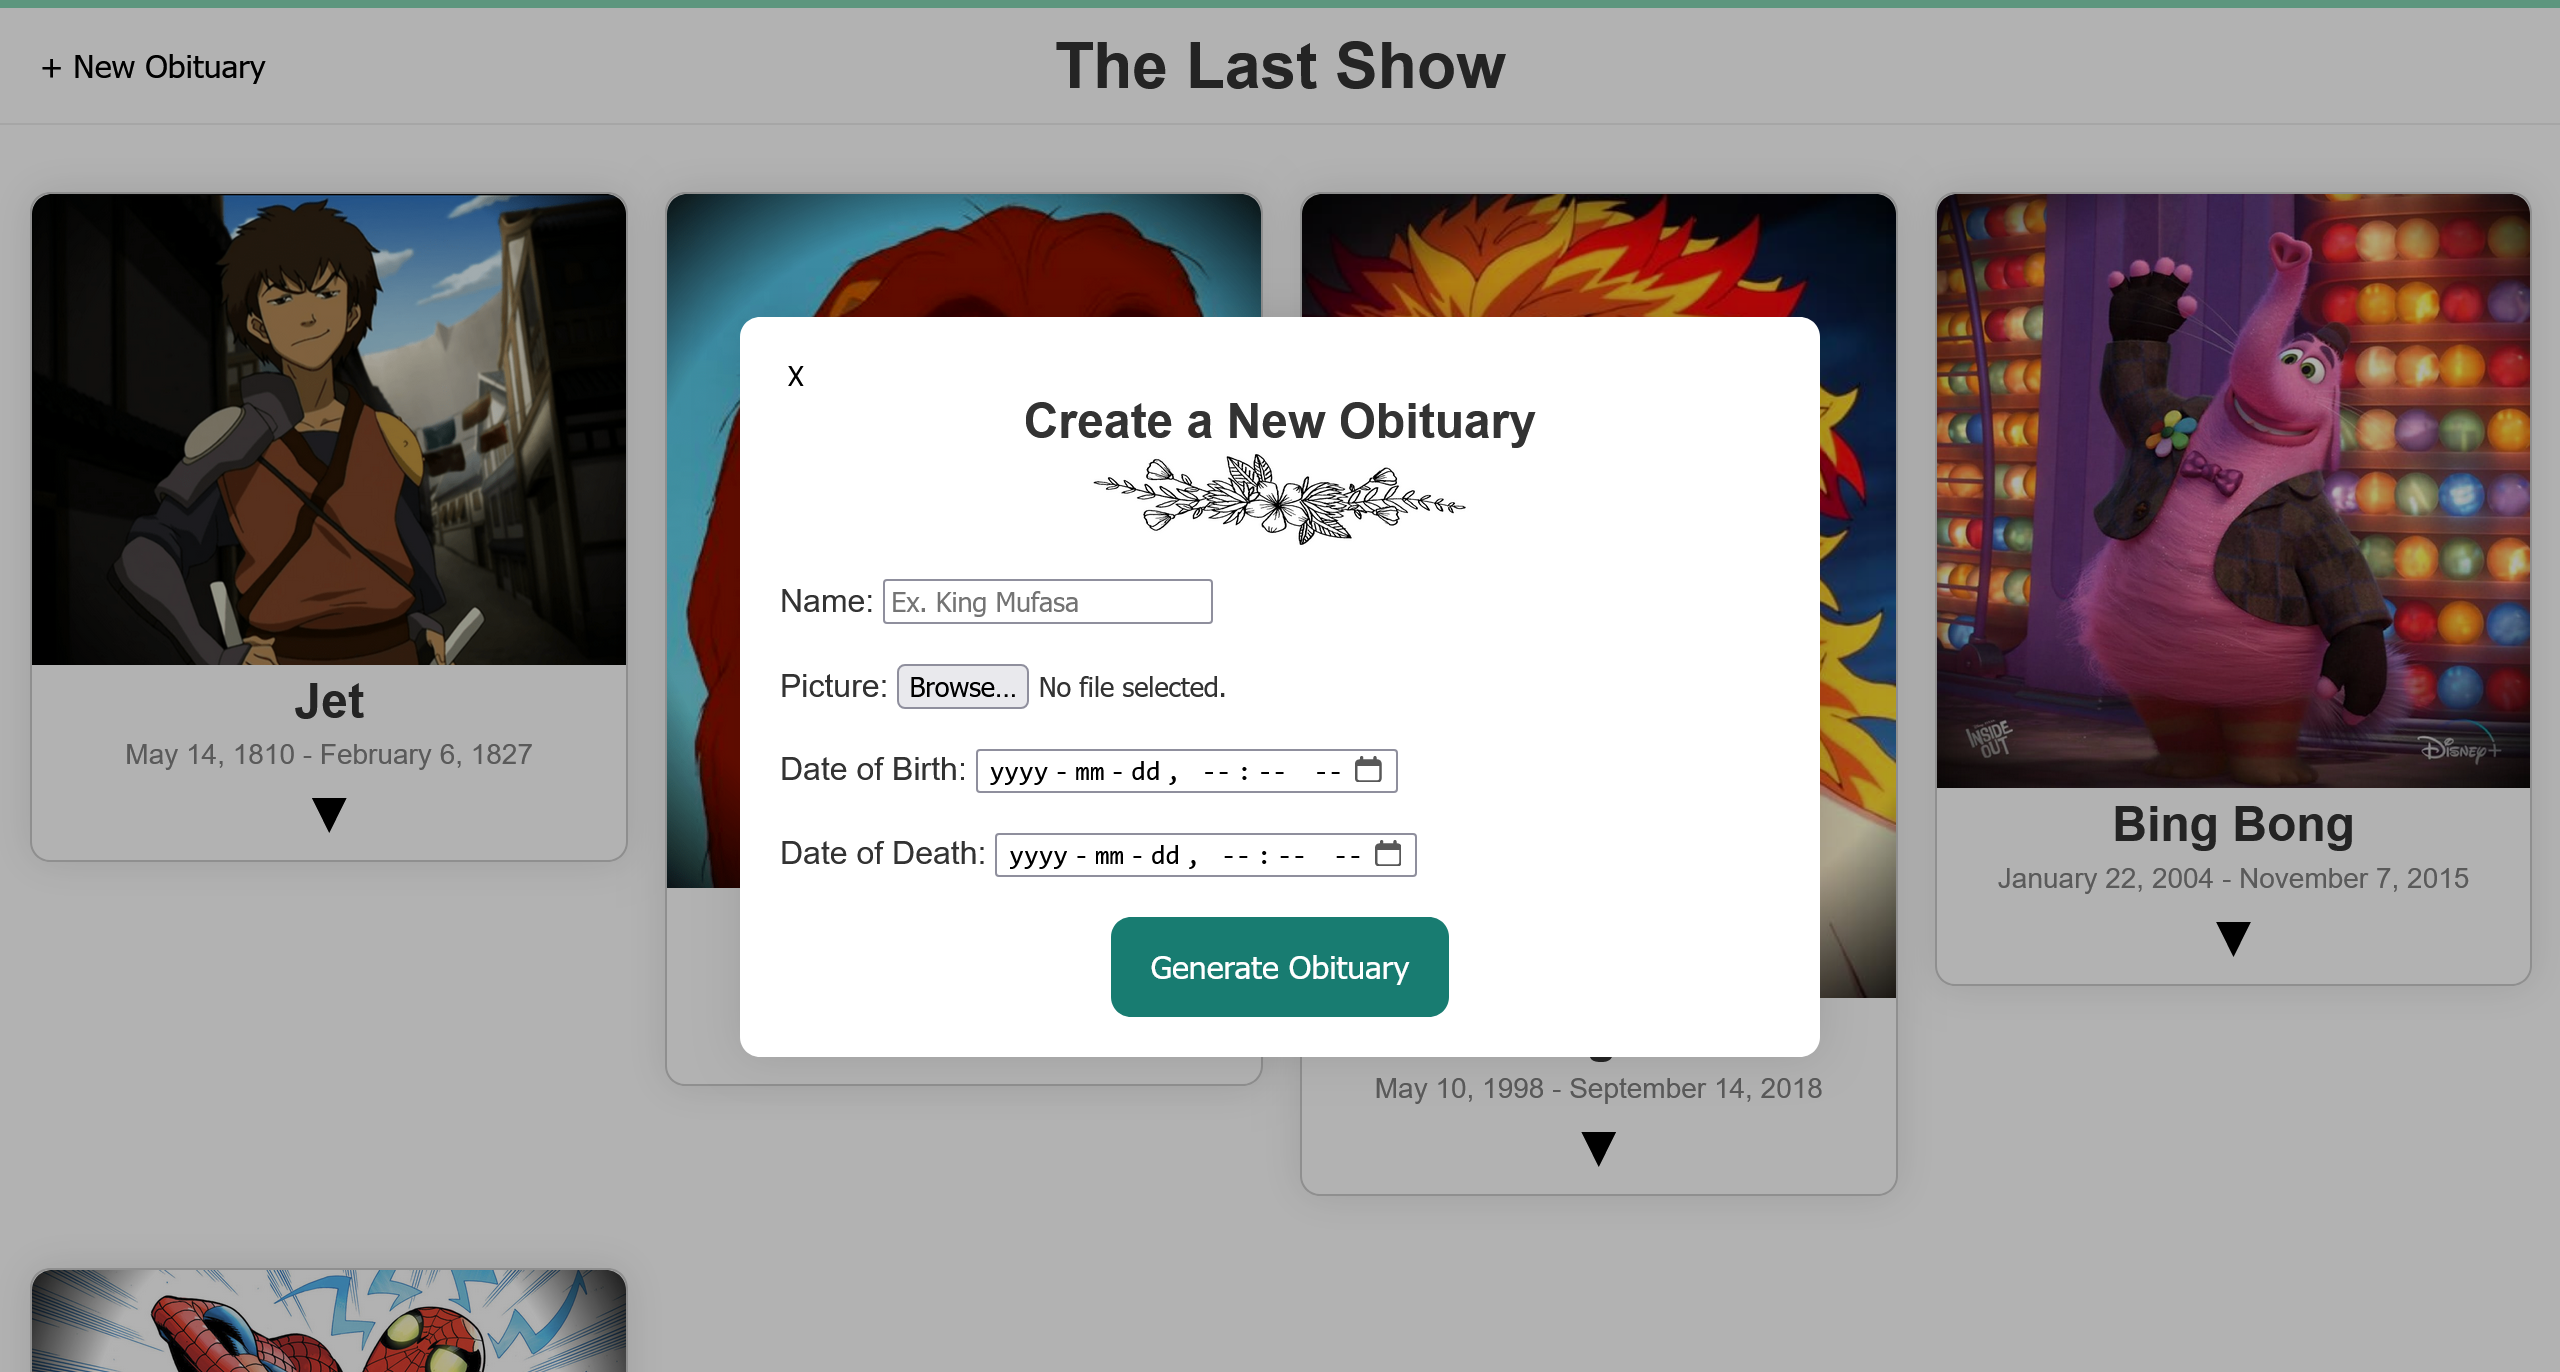 + New Obituary
The Last Show
X
Create a New Obituary
Name: Ex. King Mufasa
Picture: Browse... No file selected.
Date of Birth: yyyy-mm-dd, --:-- --
Date of Death: yyyy-mm-dd, --:-- --
Generate Obituary
Jet
May 14, 1810 - February 6, 1827
May 10, 1998 - September 14, 2018
INSIDE OUT
Disney+
Bing Bong
January 22, 2004 - November 7, 2015